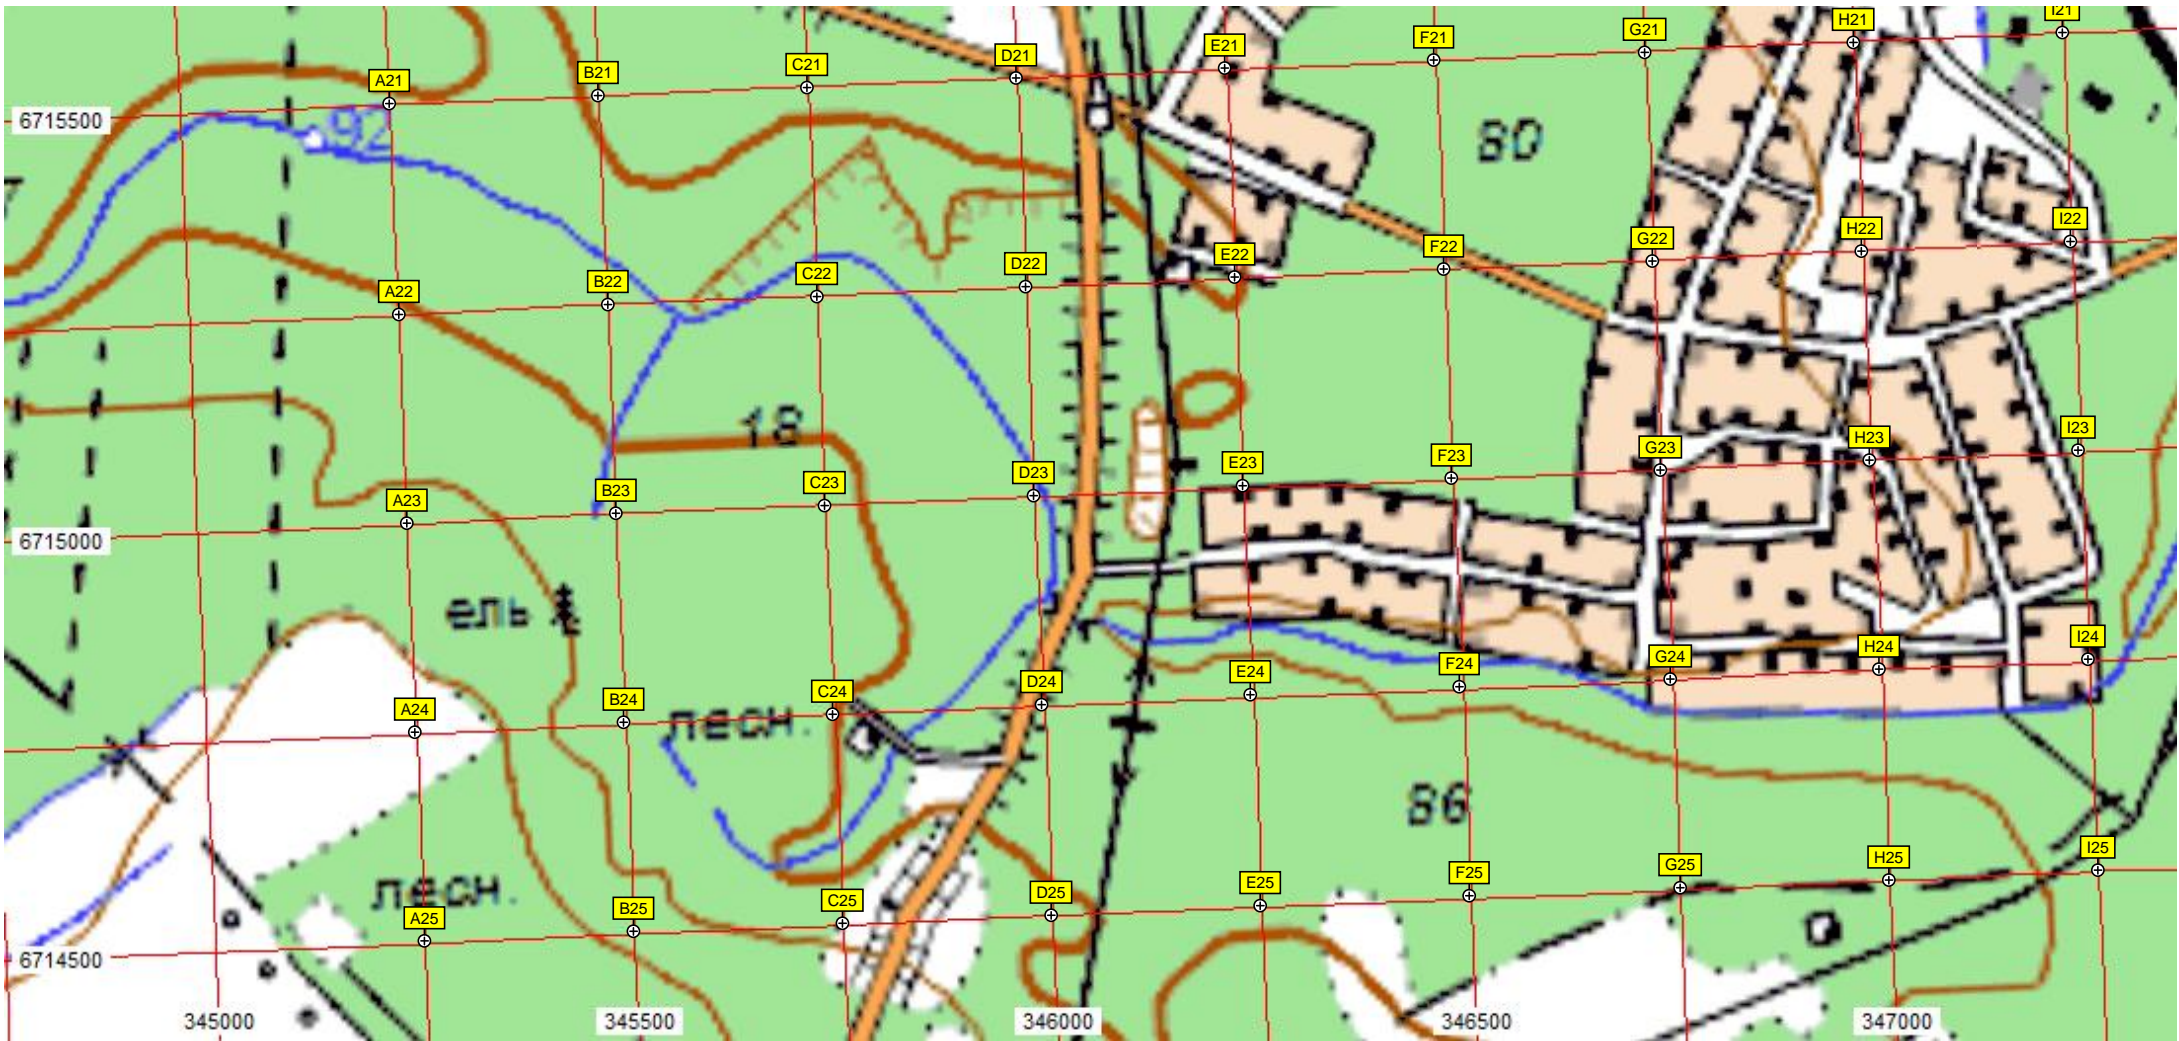 A21 B21 C21 D21 E21 F21 G21 H21 I21
6715500 92 80
A22 B22 C22 D22 E22 F22 G22 H22 I22
18
A23 B23 C23 D23 E23 F23 G23 H23 I23
6715000
ель
A24 B24 C24 D24 E24 F24 G24 H24 I24
лесн.
86
A25 B25 C25 D25 E25 F25 G25 H25 I25
лесн.
6714500
345000 345500 346000 346500 347000